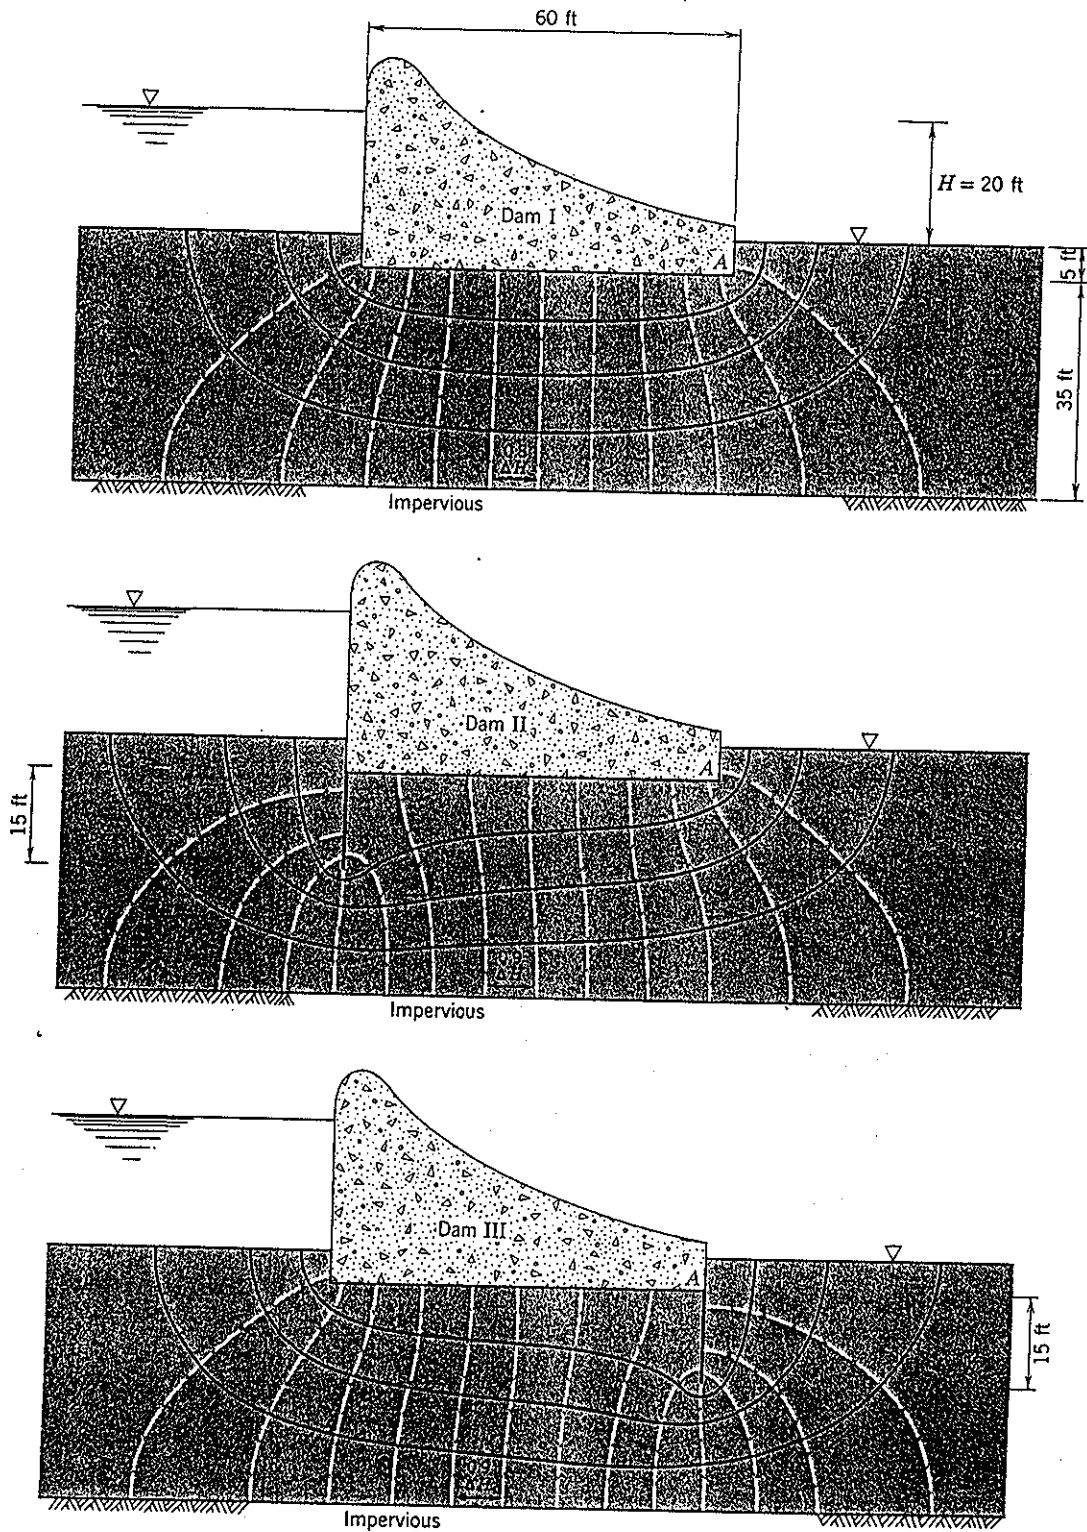 60 ft
H = 20 ft
Dam I
A
5 ft
35 ft
Impervious
Dam II
A
15 ft
Impervious
Dam III
A
15 ft
Impervious